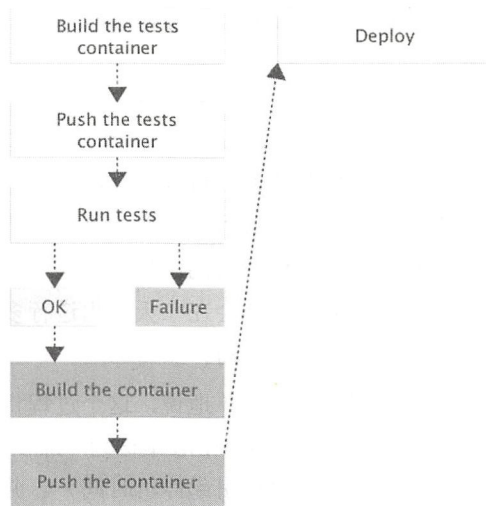 Build the tests
container
Push the tests
container
Run tests
OK
Failure
Build the container
Push the container
Deploy